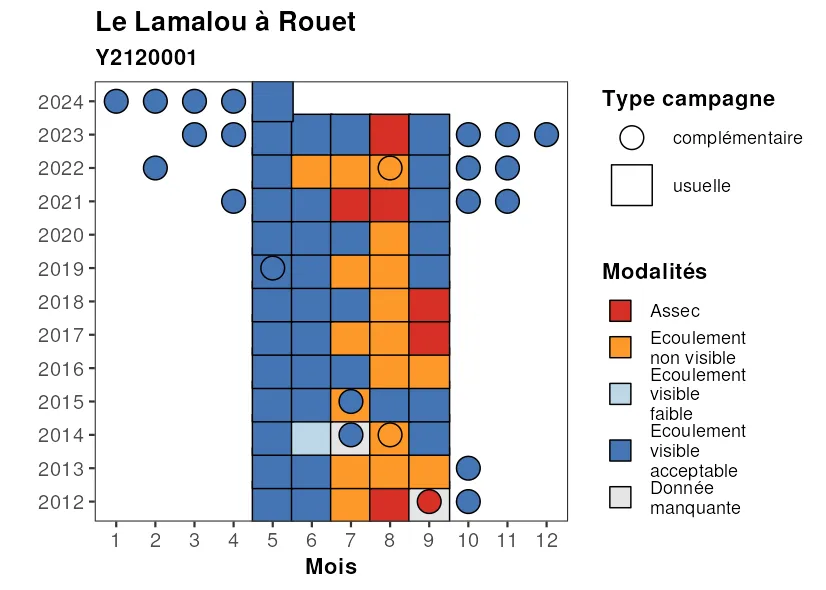 Le Lamalou à Rouet
Y2120001
2024
2023
2022
2021
2020
2019
2018
2017
2016
2015
2014
2013
2012
1 2 3 4 5 6 7 8 9 10 11 12
Mois
Type campagne
complémentaire
usuelle
Modalités
Assec
Ecoulement
non visible
Ecoulement
visible
faible
Ecoulement
visible
acceptable
Donnée
manquante